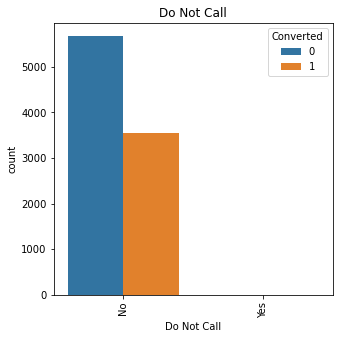 Do Not Call
Converted
0
1
5000
4000
3000
2000
1000
0
count
No
Yes
Do Not Call